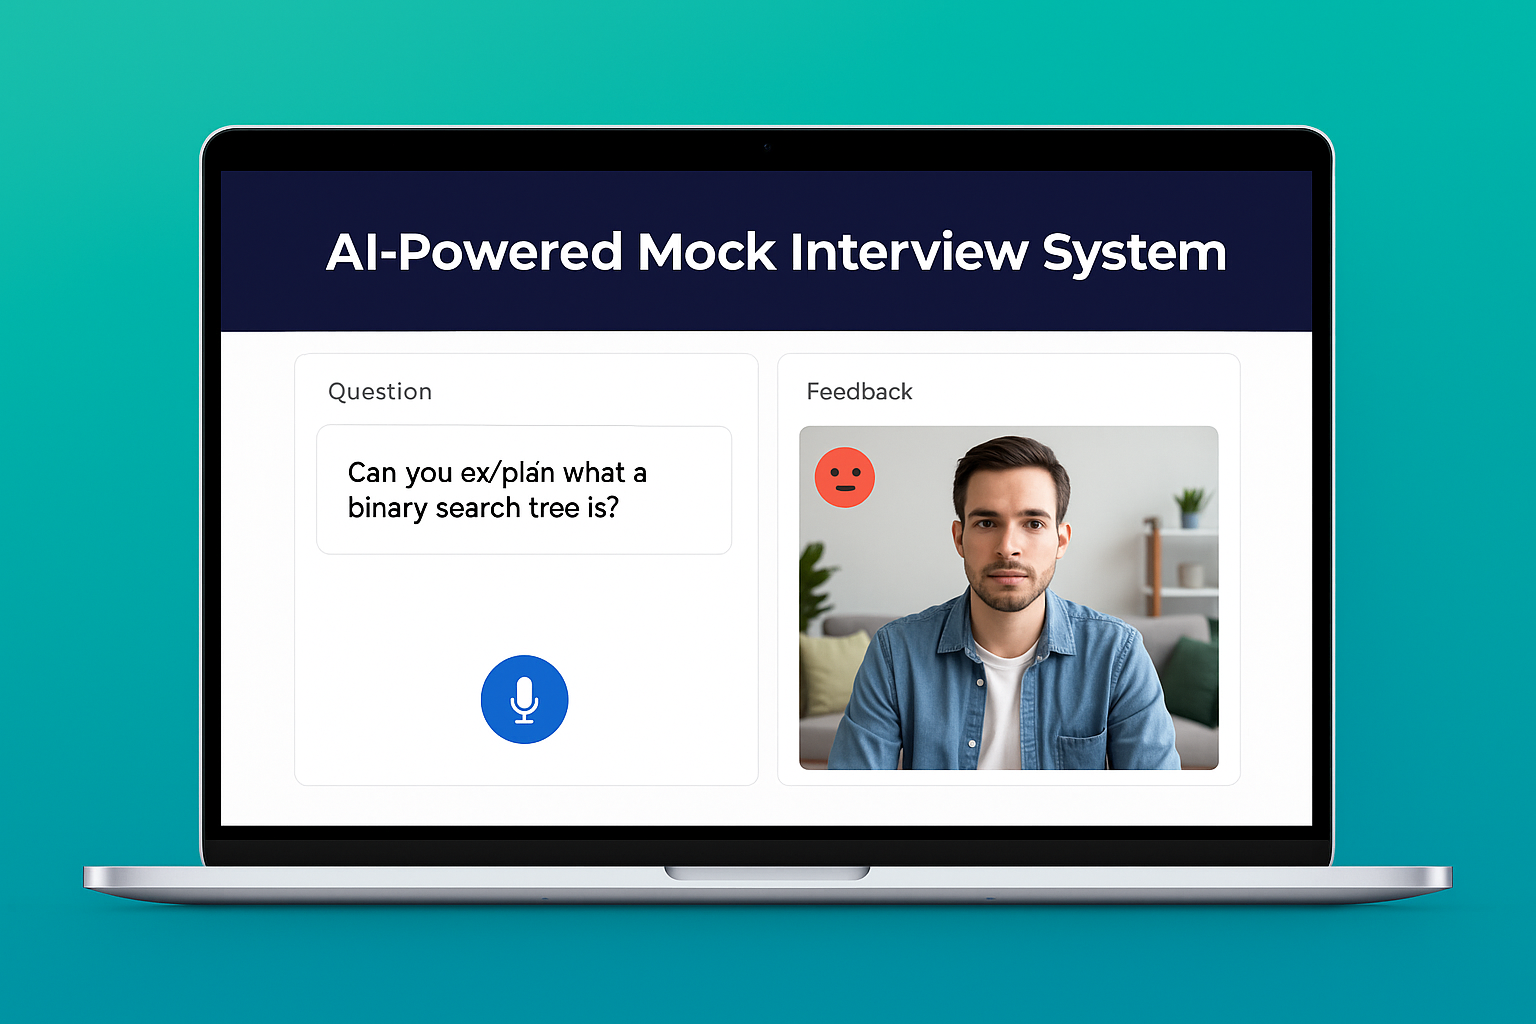 AI-Powered Mock Interview System
Question
Can you ex/plán what a
binary search tree is?
Feedback